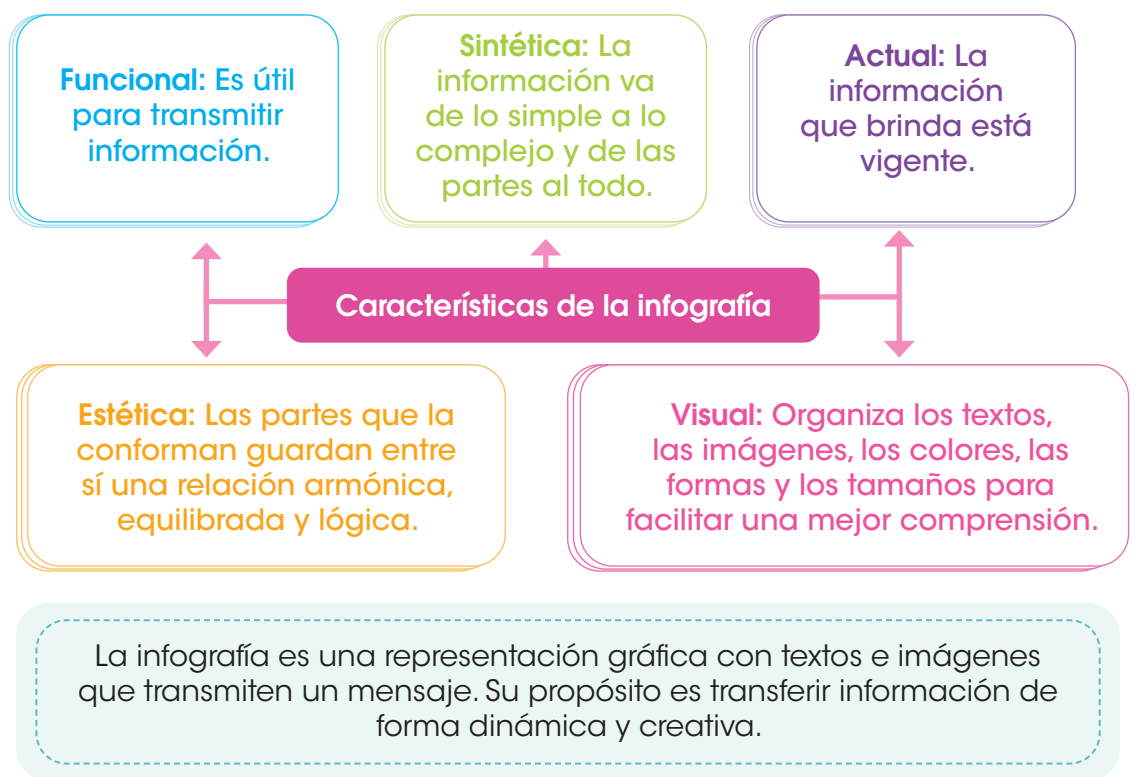 Funcional: Es útil
para transmitir
información.
Sintética: La
información va
de lo simple a lo
complejo y de las
partes al todo.
Actual: La
información
que brinda está
vigente.
Características de la infografía
Estética: Las partes que la
conforman guardan entre
sí una relación armónica,
equilibrada y lógica.
Visual: Organiza los textos,
las imágenes, los colores, las
formas y los tamaños para
facilitar una mejor comprensión.
La infografía es una representación gráfica con textos e imágenes
que transmiten un mensaje. Su propósito es transferir información de
forma dinámica y creativa.